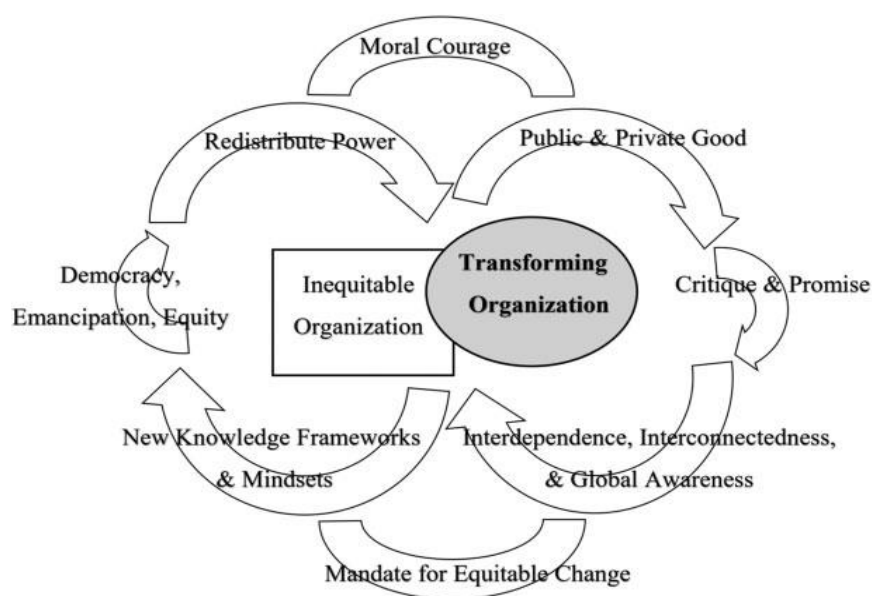 Moral Courage
Redistribute Power
Public & Private Good
Democracy,
Emancipation, Equity
Inequitable
Organization
Transforming
Organization
Critique & Promise
New Knowledge Frameworks
& Mindsets
Interdependence, Interconnectedness,
& Global Awareness
Mandate for Equitable Change